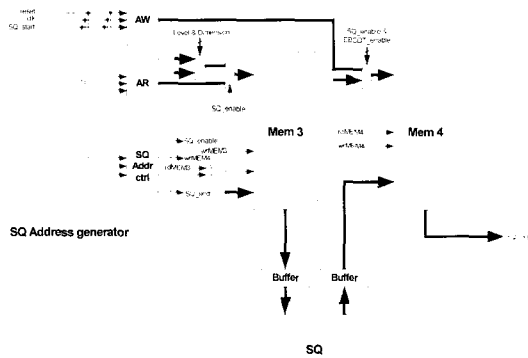 reset
clk
SQ_start
AW
Level & Dimension
SQ_enable &
EBCOT_enable
AR
SQ_enable
Mem 3
Mem 4
SQ_enable
wrMEM3
SQ
wrMEM4
Addr
rdMEM3
ctrl
SQ_end
rdMEM4
wrMEM4
SQ Address generator
Buffer
Buffer
SQ